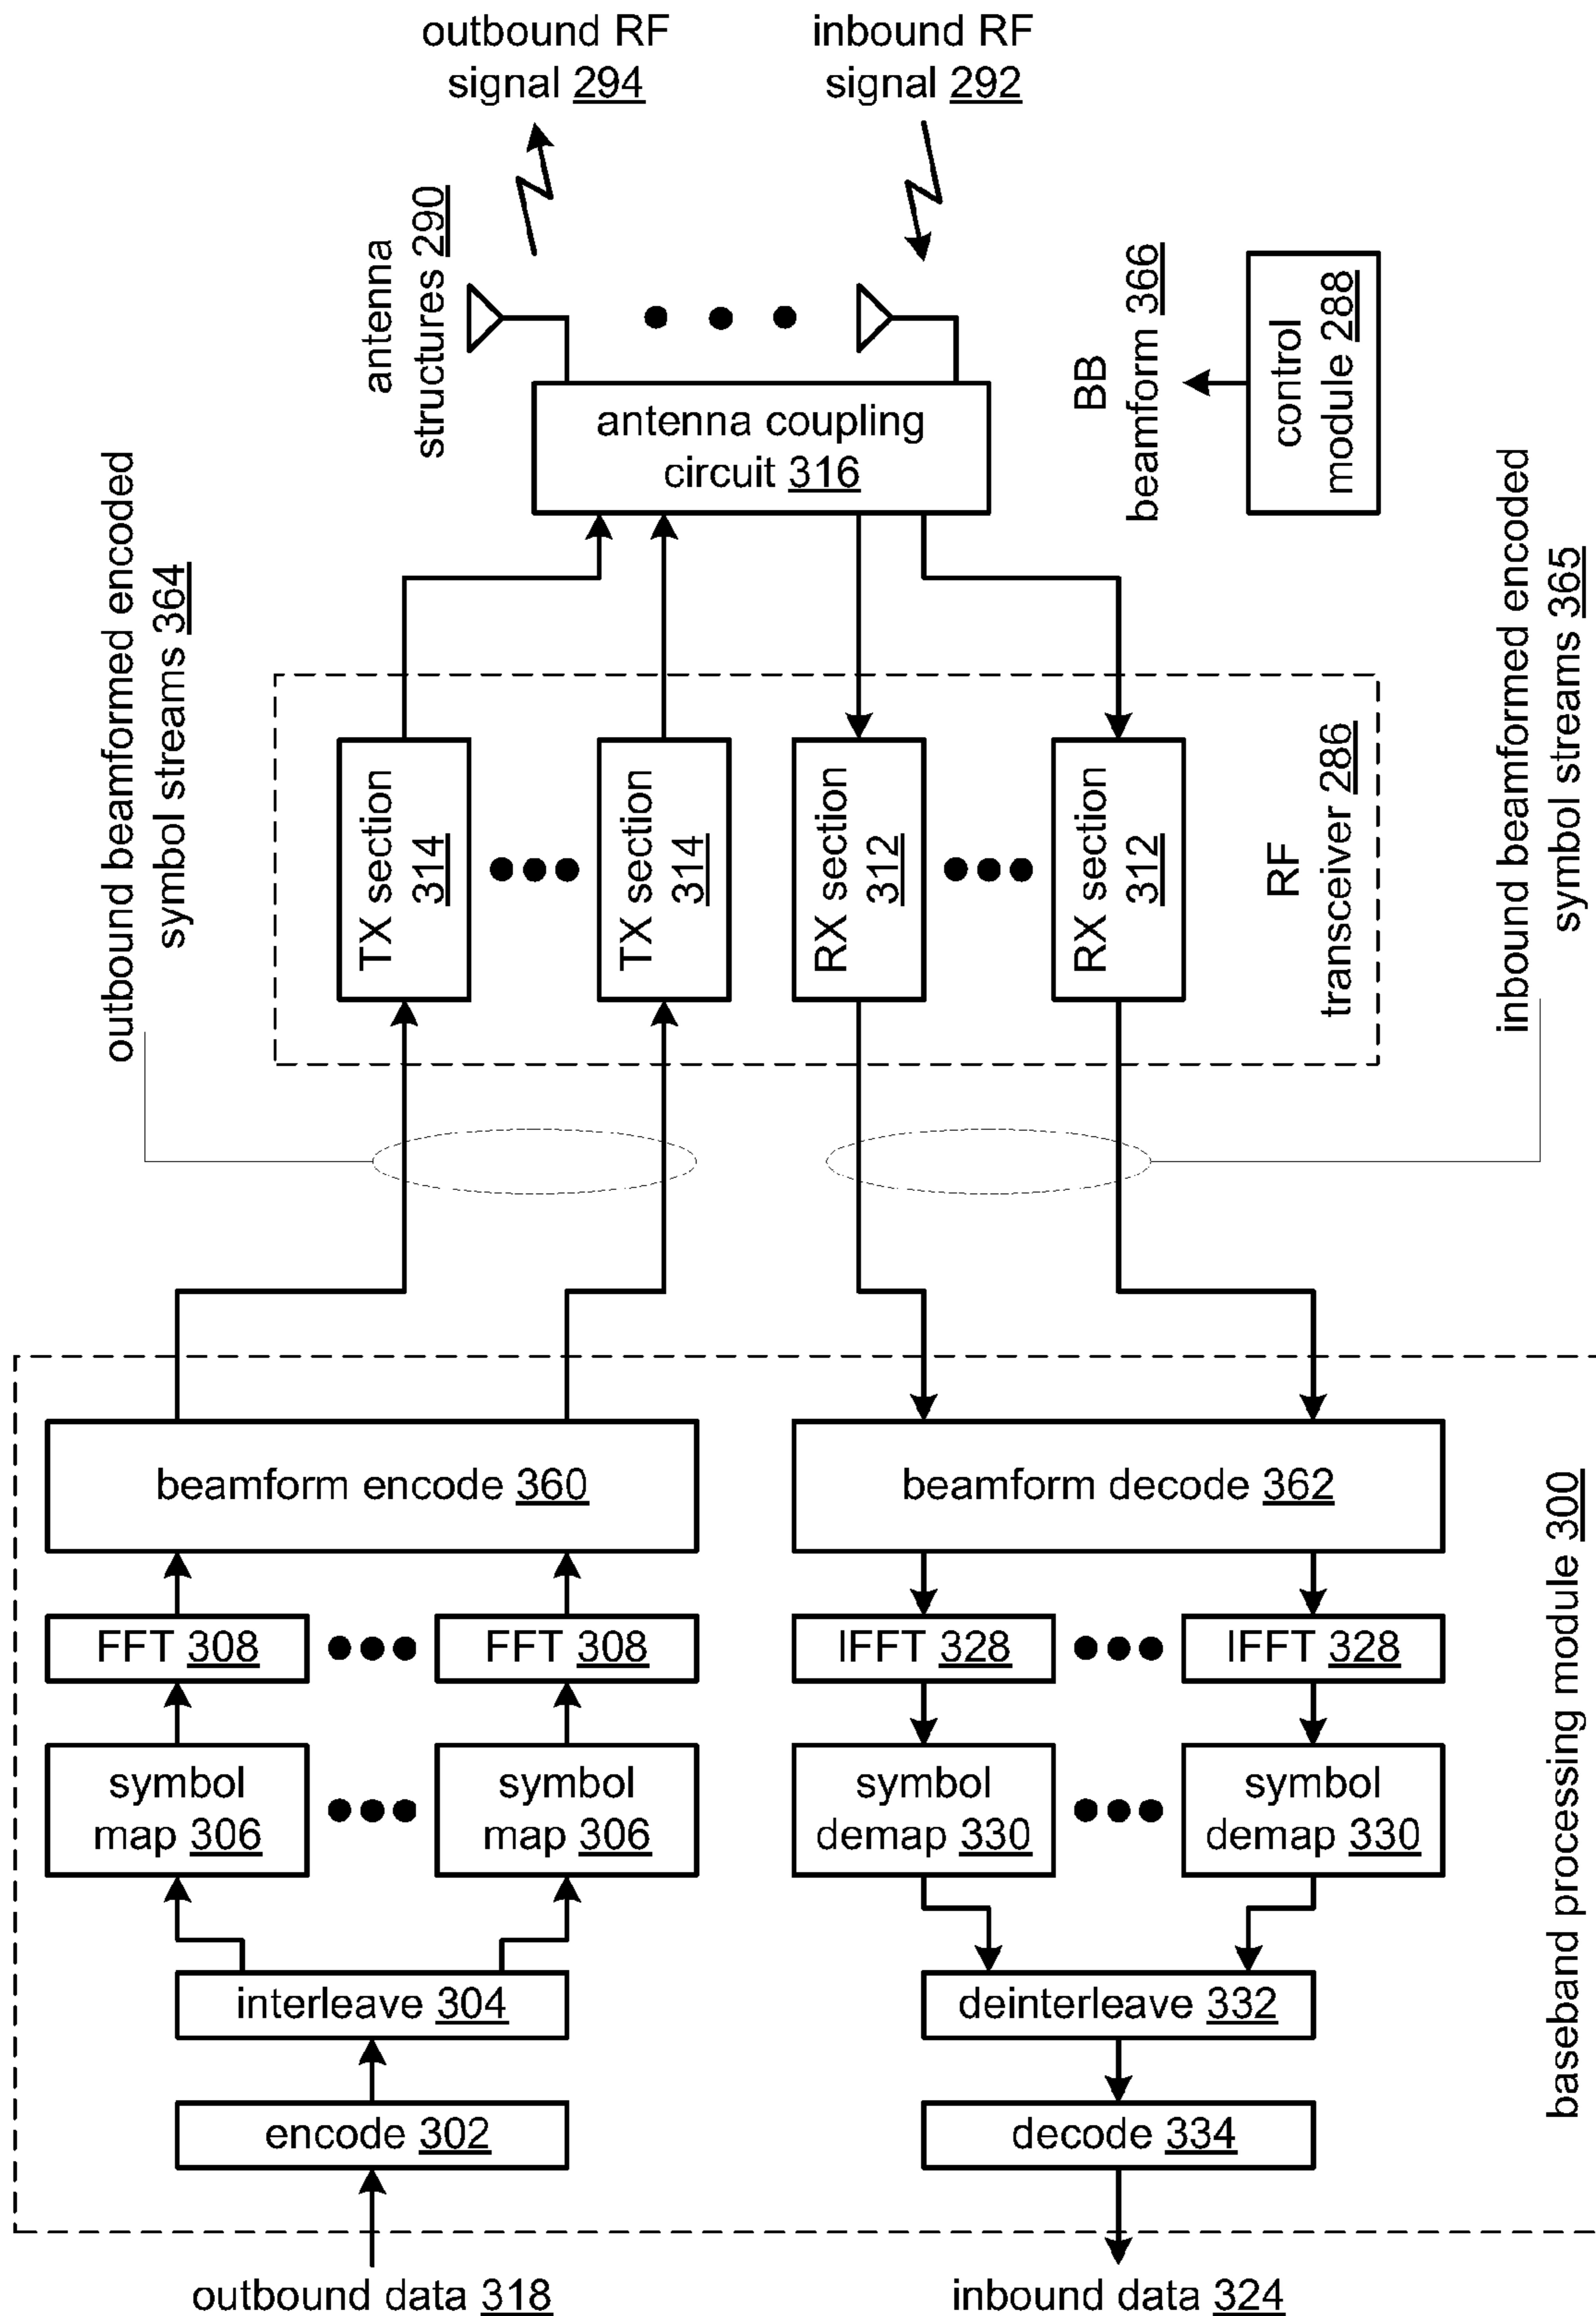 outbound RF
signal 294
inbound RF
signal 292
antenna
structures 290
antenna coupling
circuit 316
BB
beamform 366
control
module 288
outbound beamformed encoded
symbol streams 364
inbound beamformed encoded
symbol streams 365
TX section
314
TX section
314
RX section
312
RX section
312
RF
transceiver 286
beamform encode 360
beamform decode 362
FFT 308
FFT 308
IFFT 328
IFFT 328
symbol
map 306
symbol
map 306
symbol
demap 330
symbol
demap 330
interleave 304
deinterleave 332
encode 302
decode 334
baseband processing module 300
outbound data 318
inbound data 324